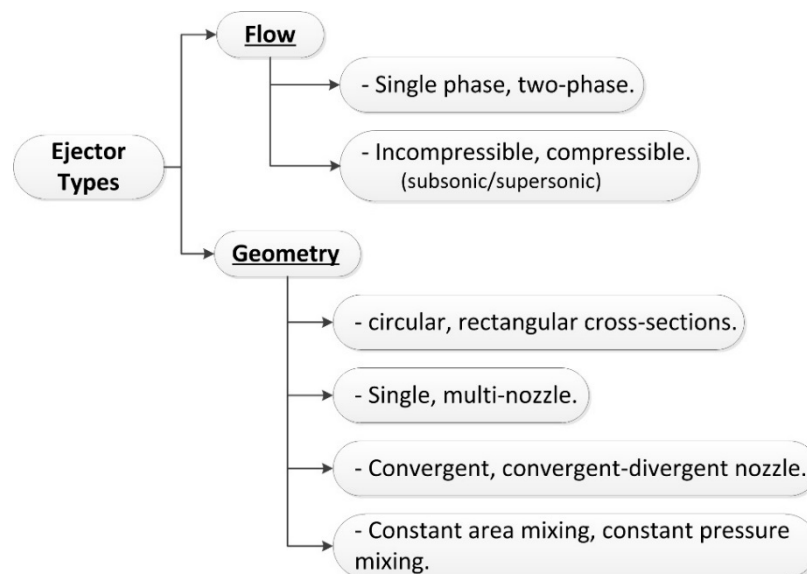 Flow
- Single phase, two-phase.
Ejector
Types
- Incompressible, compressible.
(subsonic/supersonic)
Geometry
- circular, rectangular cross-sections.
- Single, multi-nozzle.
- Convergent, convergent-divergent nozzle.
- Constant area mixing, constant pressure
mixing.